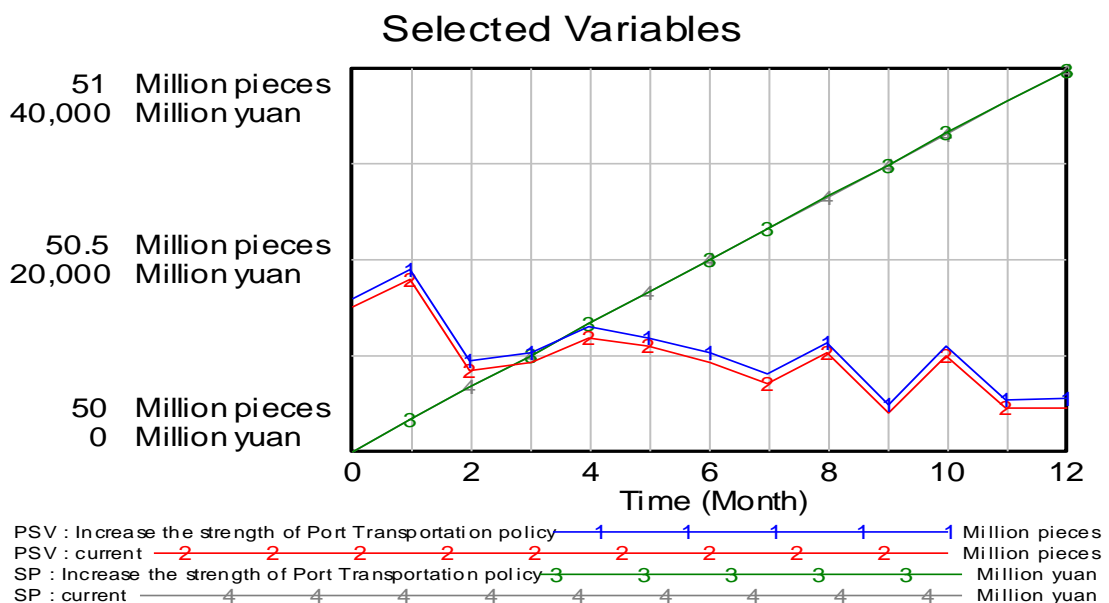 Selected Variables
51 Million pieces
40,000 Million yuan
50.5 Million pieces
20,000 Million yuan
50 Million pieces
0 Million yuan
0 2 4 6 8 10 12
Time (Month)
PSV : Increase the strength of Port Transportation policy 1 1 1 1 1 Million pieces
PSV : current 2 2 2 2 2 2 2 2 2 Million pieces
SP : Increase the strength of Port Transportation policy 3 3 3 3 3 Million yuan
SP : current 4 4 4 4 4 4 4 4 4 Million yuan